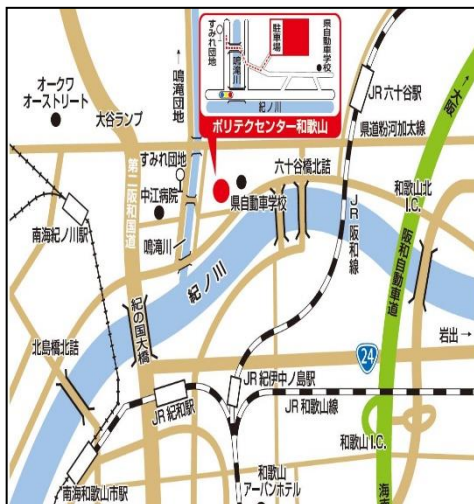 すみれ団地
鳴滝川
駐車場
県自動車学校
紀ノ川
ポリテクセンター和歌山
↑
鳴滝団地
オークワ
オーストリート
大谷ランプ
第二阪和国道
すみれ団地
中江病院
鳴滝川
県自動車学校
六十谷橋北詰
JR六十谷駅
県道粉河加太線
大阪
和歌山北
I.C.
阪和自動車道
JR阪和線
南海紀ノ川駅
紀ノ川
紀の国大橋
北島橋北詰
岩出→
24
JR紀伊中ノ島駅
JR紀和駅
JR和歌山線
和歌山I.C.
南海和歌山市駅
和歌山
アーバンホテル
海南